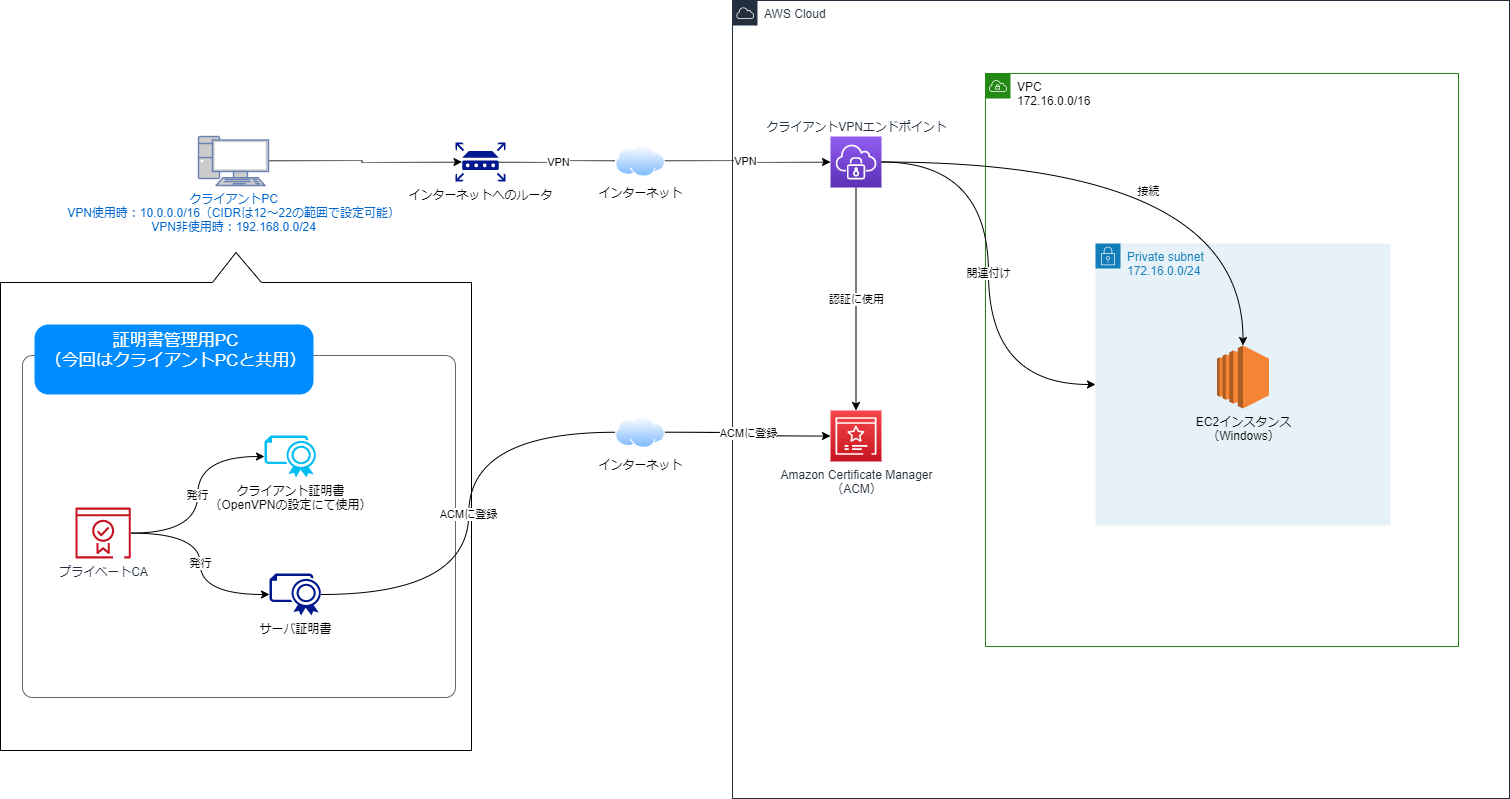 AWS Cloud
VPC
172.16.0.0/16
クライアントVPNエンドポイント
VPN
VPN
インターネットへのルータ
インターネット
接続
クライアントPC
VPN使用時：10.0.0.0/16（CIDRは12～22の範囲で設定可能）
VPN非使用時：192.168.0.0/24
Private subnet
172.16.0.0/24
関連付け
認証に使用
証明書管理用PC
（今回はクライアントPCと共用）
EC2インスタンス
（Windows）
ACMに登録
インターネット
Amazon Certificate Manager
（ACM）
クライアント証明書
（OpenVPNの設定にて使用）
発行
ACMに登録
発行
プライベートCA
サーバ証明書